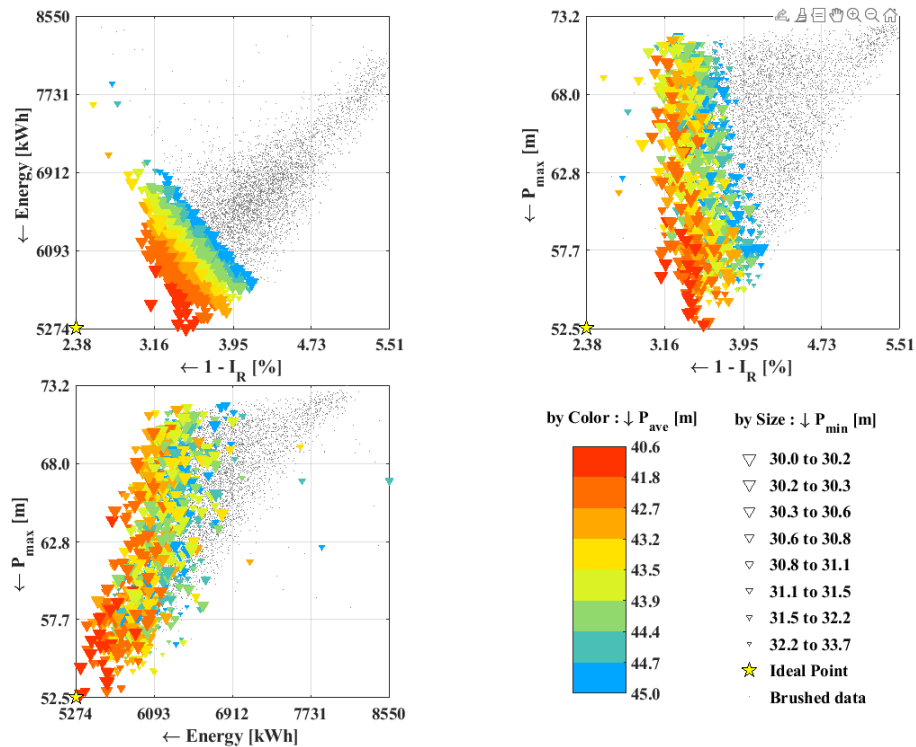 8550
7731
6912
6093
5274
2.38 3.16 3.95 4.73 5.51
← Energy [kWh]
← 1 - I_R [%]
73.2
68.0
62.8
57.7
52.5
2.38 3.16 3.95 4.73 5.51
← P_max [m]
← 1 - I_R [%]
73.2
68.0
62.8
57.7
52.5
5274 6093 6912 7731 8550
← P_max [m]
← Energy [kWh]
by Color : ↓ P_ave [m]
40.6
41.8
42.7
43.2
43.5
43.9
44.4
44.7
45.0
by Size : ↓ P_min [m]
30.0 to 30.2
30.2 to 30.3
30.3 to 30.6
30.6 to 30.8
30.8 to 31.1
31.1 to 31.5
31.5 to 32.2
32.2 to 33.7
Ideal Point
Brushed data